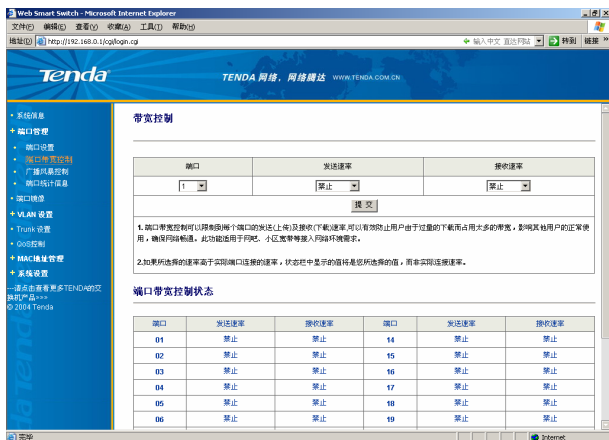 Web Smart Switch - Microsoft Internet Explorer
文件(F) 编辑(E) 查看(V) 收藏(A) 工具(T) 帮助(H)
地址(D) http://192.168.0.1/cgi/login.cgi 输入中文 直达网站 转到 链接 »
Tenda
TENDA 网络，网络腾达 WWW.TENDA.COM.CN
• 系统信息
+ 端口管理
• 端口设置
• 端口带宽控制
• 广播风暴控制
• 端口统计信息
• 端口镜像
+ VLAN 设置
• Trunk 设置
• QoS控制
+ MAC地址管理
+ 系统设置
---请点击查看更多TENDA的交
换机产品>>>
© 2004 Tenda
带宽控制
端口 发送速率 接收速率
1 禁止 禁止
提 交
1. 端口带宽控制可以限制到每个端口的发送(上传)及接收(下载)速率,可以有效防止用户由于过量的下载而占用太多的带宽，影响其他用户的正常使
用，确保网络畅通。此功能适用于网吧、小区宽带等接入网络环境需求。
2.如果所选择的速率高于实际端口连接的速率，状态栏中显示的值将是您所选择的值，而非实际连接速率。
端口带宽控制状态
端口 发送速率 接收速率 端口 发送速率 接收速率
01 禁止 禁止 14 禁止 禁止
02 禁止 禁止 15 禁止 禁止
03 禁止 禁止 16 禁止 禁止
04 禁止 禁止 17 禁止 禁止
05 禁止 禁止 18 禁止 禁止
06 禁止 禁止 19 禁止 禁止
完毕 Internet